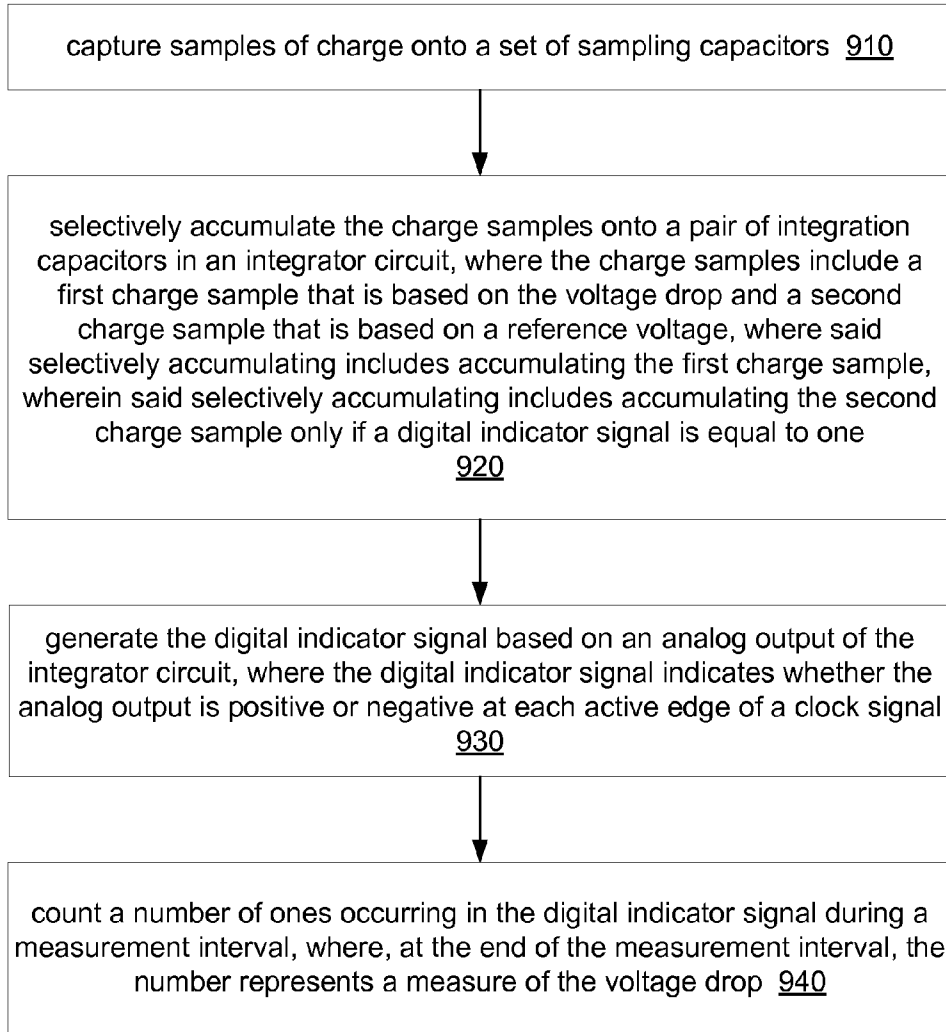 capture samples of charge onto a set of sampling capacitors 910
selectively accumulate the charge samples onto a pair of integration
capacitors in an integrator circuit, where the charge samples include a
first charge sample that is based on the voltage drop and a second
charge sample that is based on a reference voltage, where said
selectively accumulating includes accumulating the first charge sample,
wherein said selectively accumulating includes accumulating the second
charge sample only if a digital indicator signal is equal to one
920
generate the digital indicator signal based on an analog output of the
integrator circuit, where the digital indicator signal indicates whether the
analog output is positive or negative at each active edge of a clock signal
930
count a number of ones occurring in the digital indicator signal during a
measurement interval, where, at the end of the measurement interval, the
number represents a measure of the voltage drop 940